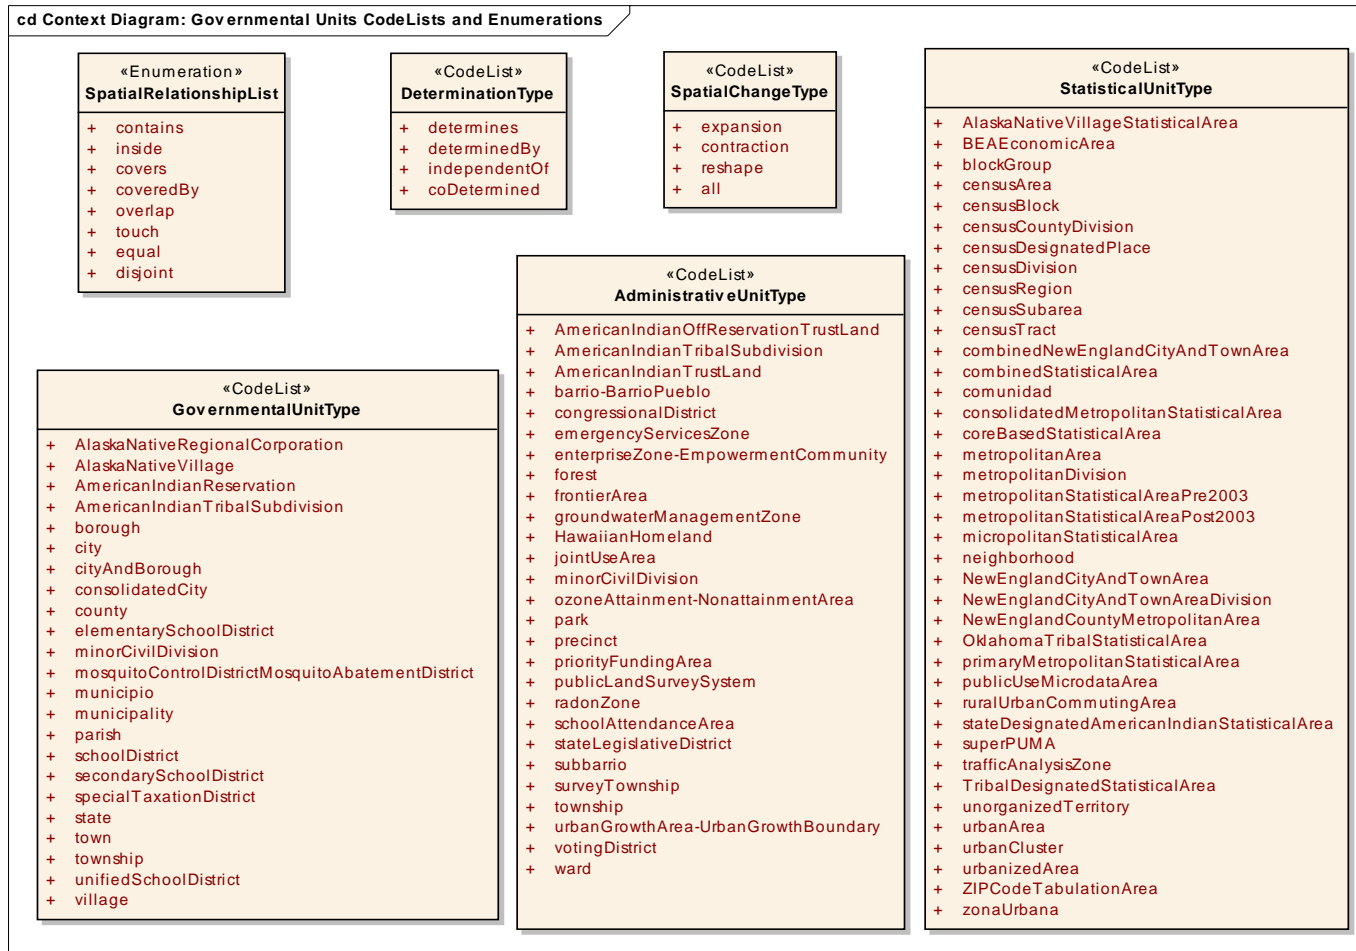 cd Context Diagram: Governmental Units CodeLists and Enumerations
«Enumeration»
SpatialRelationshipList
+ contains
+ inside
+ covers
+ coveredBy
+ overlap
+ touch
+ equal
+ disjoint
«CodeList»
DeterminationType
+ determines
+ determinedBy
+ independentOf
+ coDetermined
«CodeList»
SpatialChangeType
+ expansion
+ contraction
+ reshape
+ all
«CodeList»
StatisticalUnitType
+ AlaskaNativeVillageStatisticalArea
+ BEAEconomicArea
+ blockGroup
+ censusArea
+ censusBlock
+ censusCountyDivision
+ censusDesignatedPlace
+ censusDivision
+ censusRegion
+ censusSubarea
+ censusTract
+ combinedNewEnglandCityAndTownArea
+ combinedStatisticalArea
+ comunidad
+ consolidatedMetropolitanStatisticalArea
+ coreBasedStatisticalArea
+ metropolitanArea
+ metropolitanDivision
+ metropolitanStatisticalAreaPre2003
+ metropolitanStatisticalAreaPost2003
+ micropolitanStatisticalArea
+ neighborhood
+ NewEnglandCityAndTownArea
+ NewEnglandCityAndTownAreaDivision
+ NewEnglandCountyMetropolitanArea
+ OklahomaTribalStatisticalArea
+ primaryMetropolitanStatisticalArea
+ publicUseMicrodataArea
+ ruralUrbanCommutingArea
+ stateDesignatedAmericanIndianStatisticalArea
+ superPUMA
+ trafficAnalysisZone
+ TribalDesignatedStatisticalArea
+ unorganizedTerritory
+ urbanArea
+ urbanCluster
+ urbanizedArea
+ ZIPCodeTabulationArea
+ zonaUrbana
«CodeList»
AdministrativeUnitType
+ AmericanIndianOffReservationTrustLand
+ AmericanIndianTribalSubdivision
+ AmericanIndianTrustLand
+ barrio-BarrioPueblo
+ congressionalDistrict
+ emergencyServicesZone
+ enterpriseZone-EmpowermentCommunity
+ forest
+ frontierArea
+ groundwaterManagementZone
+ HawaiianHomeland
+ jointUseArea
+ minorCivilDivision
+ ozoneAttainment-NonattainmentArea
+ park
+ precinct
+ priorityFundingArea
+ publicLandSurveySystem
+ radonZone
+ schoolAttendanceArea
+ stateLegislativeDistrict
+ subbarrio
+ surveyTownship
+ township
+ urbanGrowthArea-UrbanGrowthBoundary
+ votingDistrict
+ ward
«CodeList»
GovernmentalUnitType
+ AlaskaNativeRegionalCorporation
+ AlaskaNativeVillage
+ AmericanIndianReservation
+ AmericanIndianTribalSubdivision
+ borough
+ city
+ cityAndBorough
+ consolidatedCity
+ county
+ elementarySchoolDistrict
+ minorCivilDivision
+ mosquitoControlDistrictMosquitoAbatementDistrict
+ municipio
+ municipality
+ parish
+ schoolDistrict
+ secondarySchoolDistrict
+ specialTaxationDistrict
+ state
+ town
+ township
+ unifiedSchoolDistrict
+ village